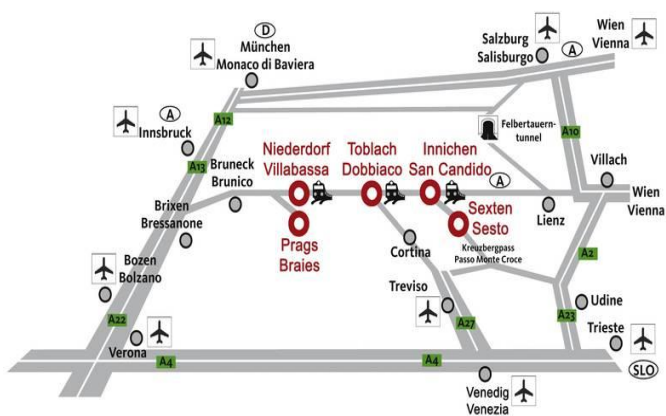 D
München
Monaco di Baviera
Salzburg
Salisburgo
A
Wien
Vienna
A
Innsbruck
A12
A13
Felbertauern-
tunnel
A10
Niederdorf
Villabassa
Toblach
Dobbiaco
Innichen
San Candido
Bruneck
Brunico
A
Villach
Wien
Vienna
Brixen
Bressanone
Prags
Braies
Sexten
Sesto
Lienz
Cortina
Kreuzbergpass
Passo Monte Croce
A2
Bozen
Bolzano
Treviso
Udine
A22
A27
A23
Trieste
Verona
A4
A4
SLO
Venedig
Venezia